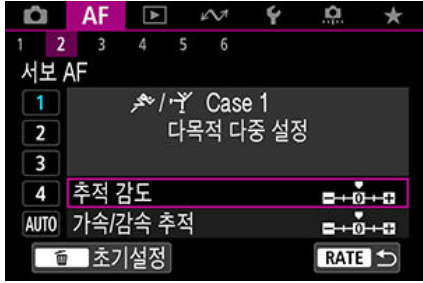 AF
1 2 3 4 5 6
서보 AF
1 Case 1
2 다목적 다중 설정
3
4 추적 감도 0
AUTO 가속/감속 추적 0
초기설정 RATE